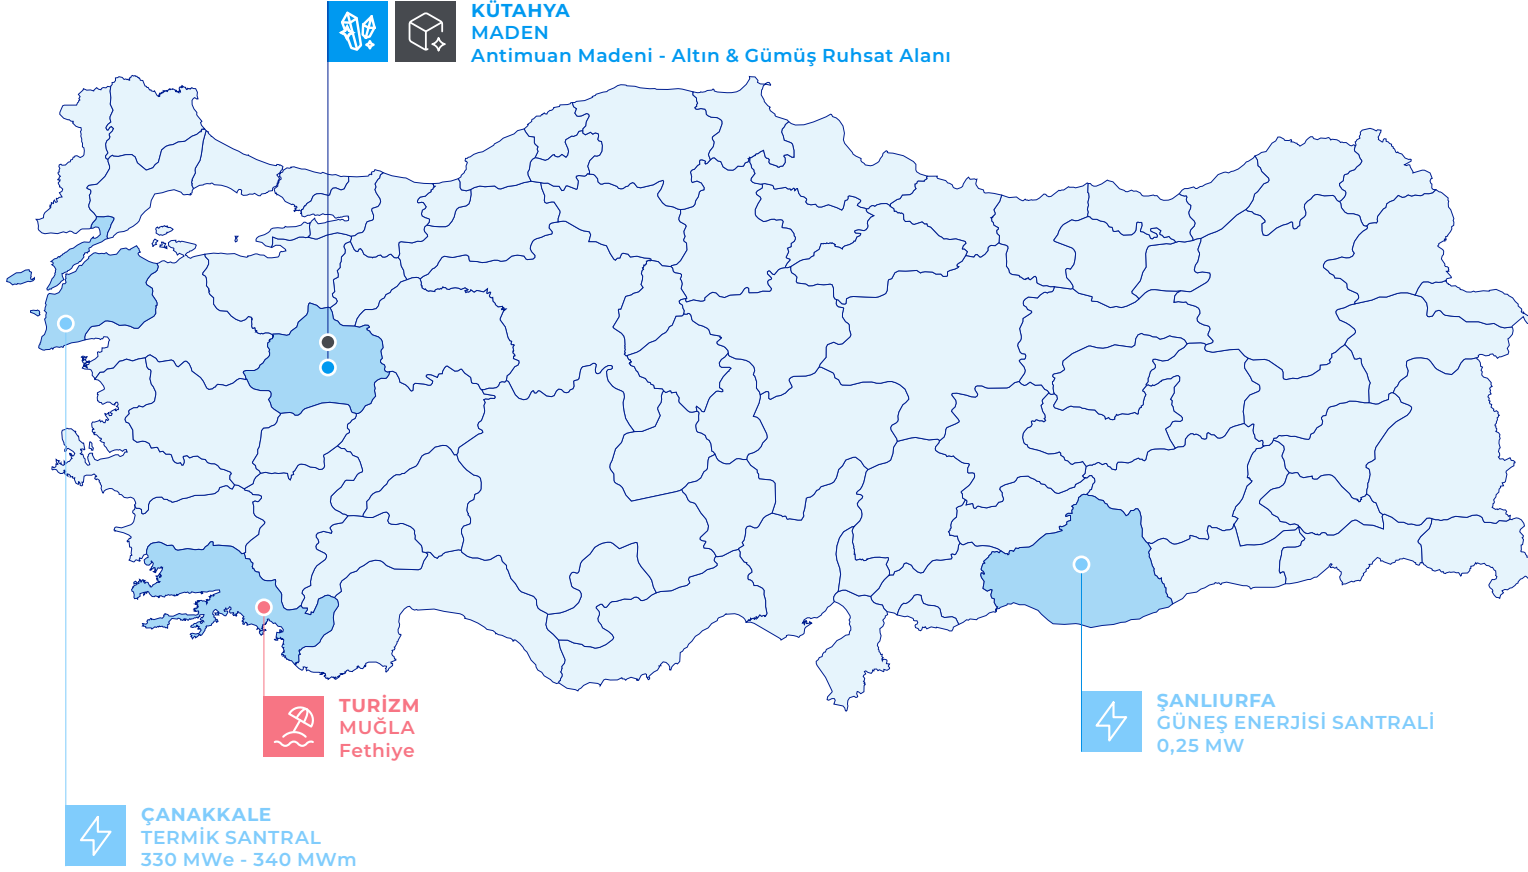 KÜTAHYA
MADEN
Antimuan Madeni - Altın & Gümüş Ruhsat Alanı
TURİZM
MUĞLA
Fethiye
ŞANLIURFA
GÜNEŞ ENERJİSİ SANTRALİ
0,25 MW
ÇANAKKALE
TERMİK SANTRAL
330 MWe - 340 MWm